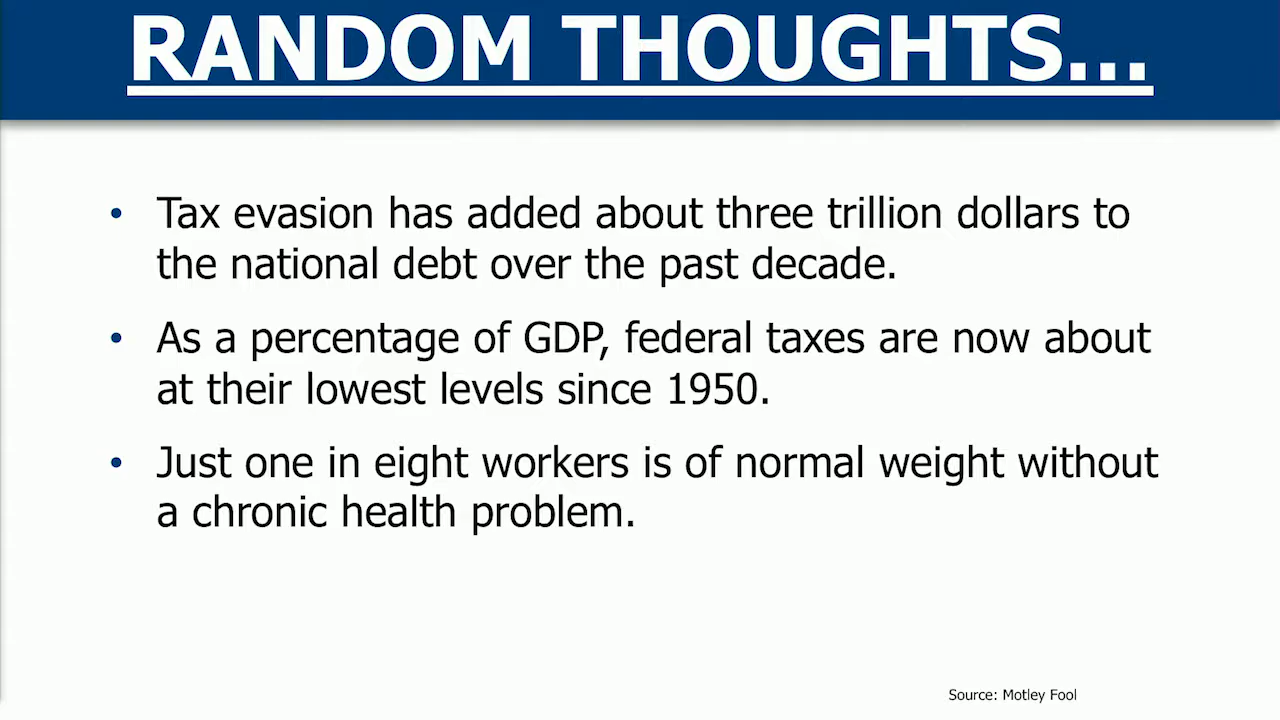 RANDOM THOUGHTS...
• Tax evasion has added about three trillion dollars to
the national debt over the past decade.
• As a percentage of GDP, federal taxes are now about
at their lowest levels since 1950.
• Just one in eight workers is of normal weight without
a chronic health problem.
Source: Motley Fool